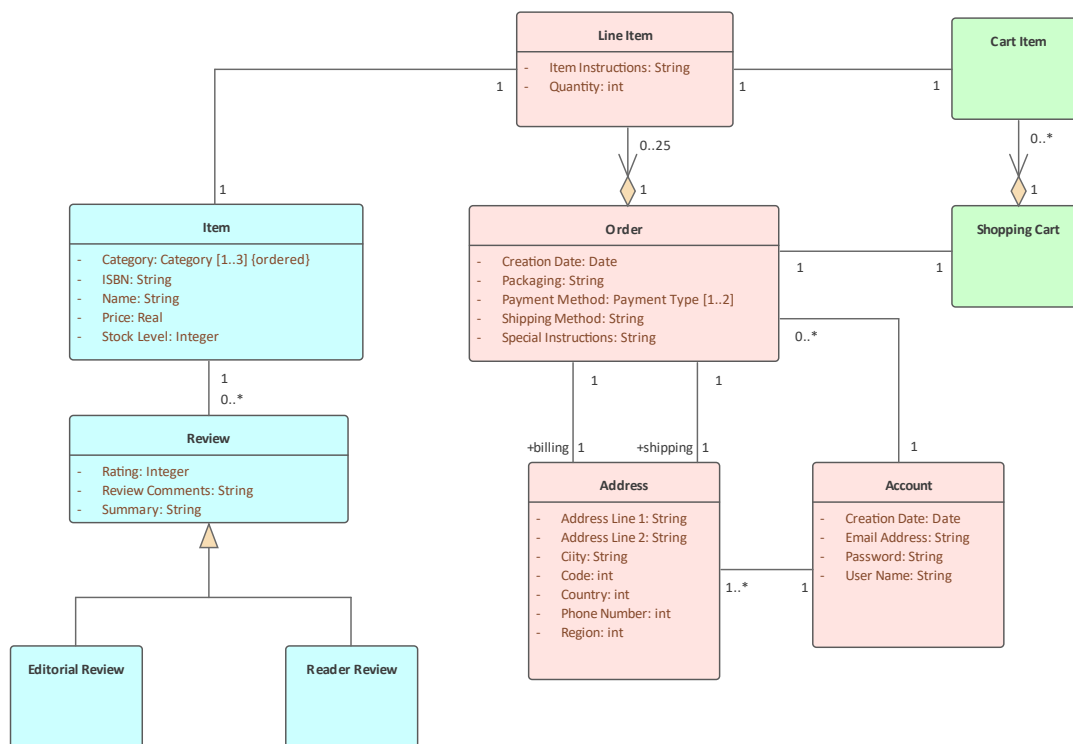 Line Item
- Item Instructions: String
- Quantity: int
Cart Item
1
1
1
0..25
0..*
1
1
1
Item
- Category: Category [1..3] {ordered}
- ISBN: String
- Name: String
- Price: Real
- Stock Level: Integer
Order
- Creation Date: Date
- Packaging: String
- Payment Method: Payment Type [1..2]
- Shipping Method: String
- Special Instructions: String
Shopping Cart
1
1
0..*
1
0..*
1
1
Review
- Rating: Integer
- Review Comments: String
- Summary: String
+billing 1
+shipping 1
1
Address
- Address Line 1: String
- Address Line 2: String
- Ciity: String
- Code: int
- Country: int
- Phone Number: int
- Region: int
Account
- Creation Date: Date
- Email Address: String
- Password: String
- User Name: String
1..*
1
Editorial Review
Reader Review